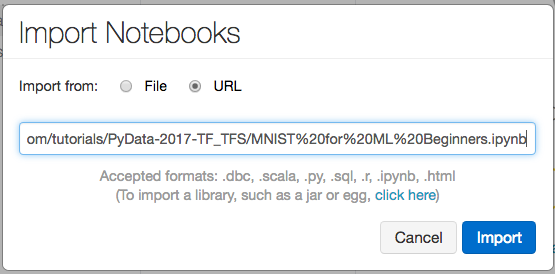 Import Notebooks
Import from: File URL
om/tutorials/PyData-2017-TF_TFS/MNIST%20for%20ML%20Beginners.ipynb
Accepted formats: .dbc, .scala, .py, .sql, .r, .ipynb, .html
(To import a library, such as a jar or egg, click here)
Cancel Import